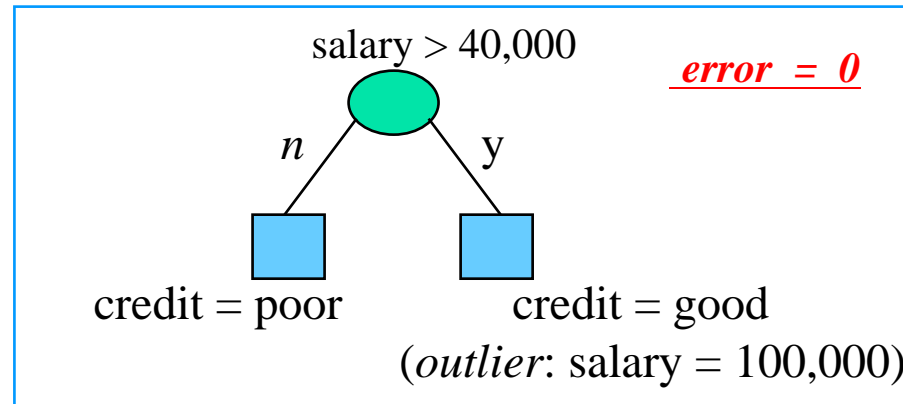 salary > 40,000
error = 0
n
y
credit = poor
credit = good
(outlier: salary = 100,000)